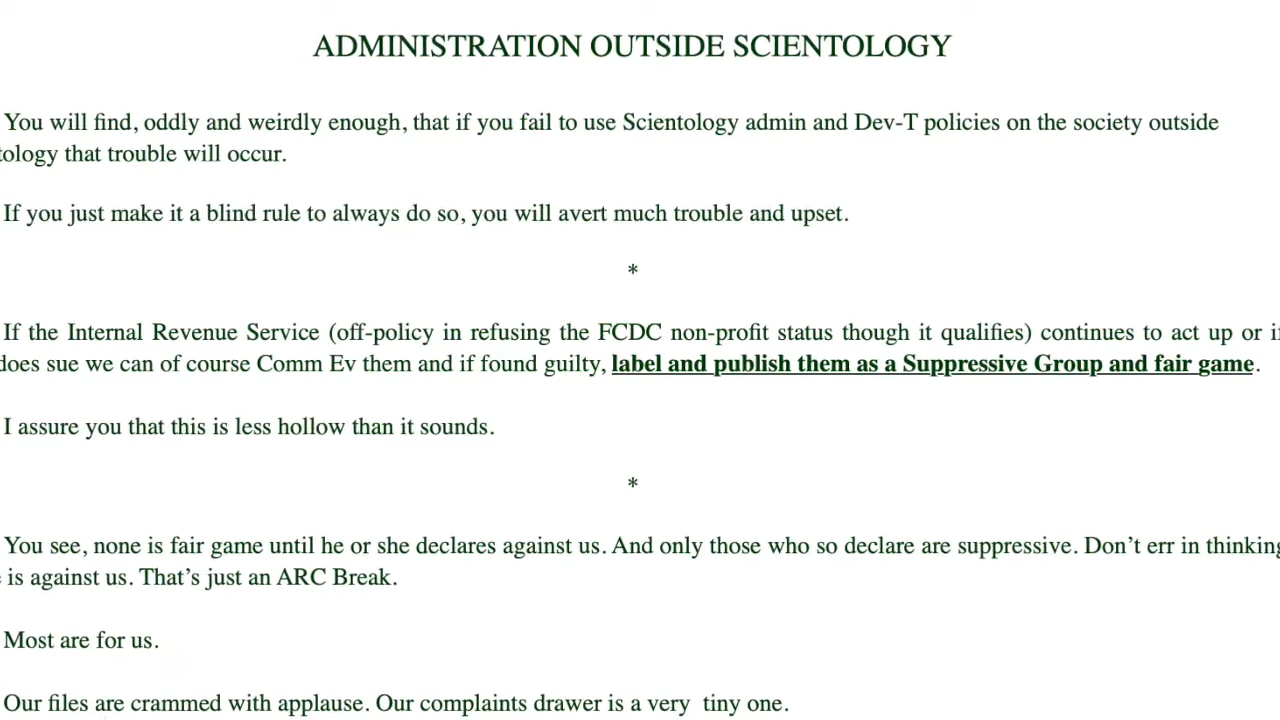 ADMINISTRATION OUTSIDE SCIENTOLOGY
You will find, oddly and weirdly enough, that if you fail to use Scientology admin and Dev-T policies on the society outside
tology that trouble will occur.
If you just make it a blind rule to always do so, you will avert much trouble and upset.
*
If the Internal Revenue Service (off-policy in refusing the FCDC non-profit status though it qualifies) continues to act up or if
does sue we can of course Comm Ev them and if found guilty, label and publish them as a Suppressive Group and fair game.
I assure you that this is less hollow than it sounds.
*
You see, none is fair game until he or she declares against us. And only those who so declare are suppressive. Don’t err in thinking
is against us. That’s just an ARC Break.
Most are for us.
Our files are crammed with applause. Our complaints drawer is a very tiny one.